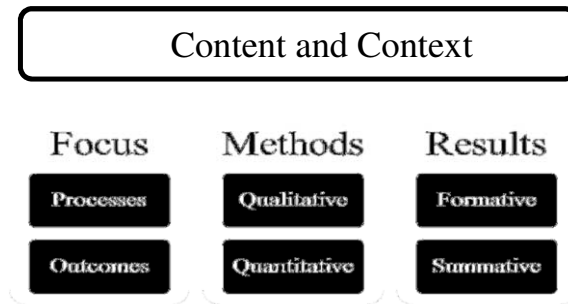 Content and Context
Focus Methods Results
Processes Qualitative Formative
Outcomes Quantitative Summative